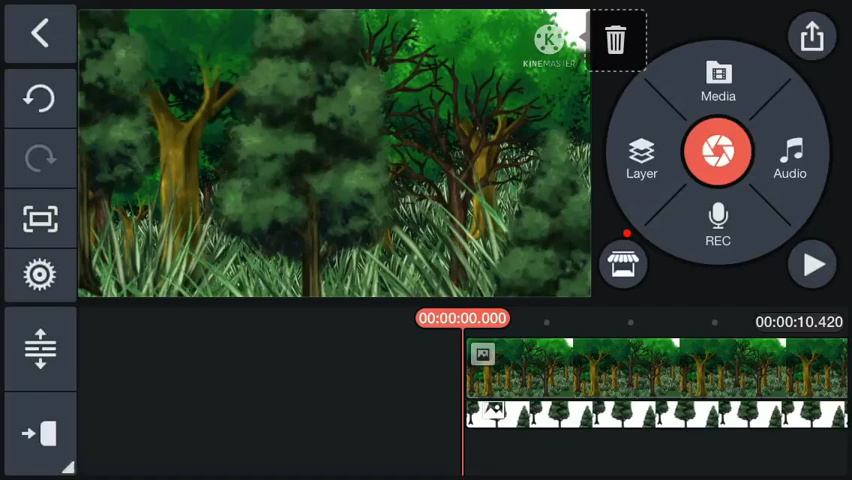 K
KINEMASTER
Media
Layer
Audio
REC
00:00:00.000
00:00:10.420